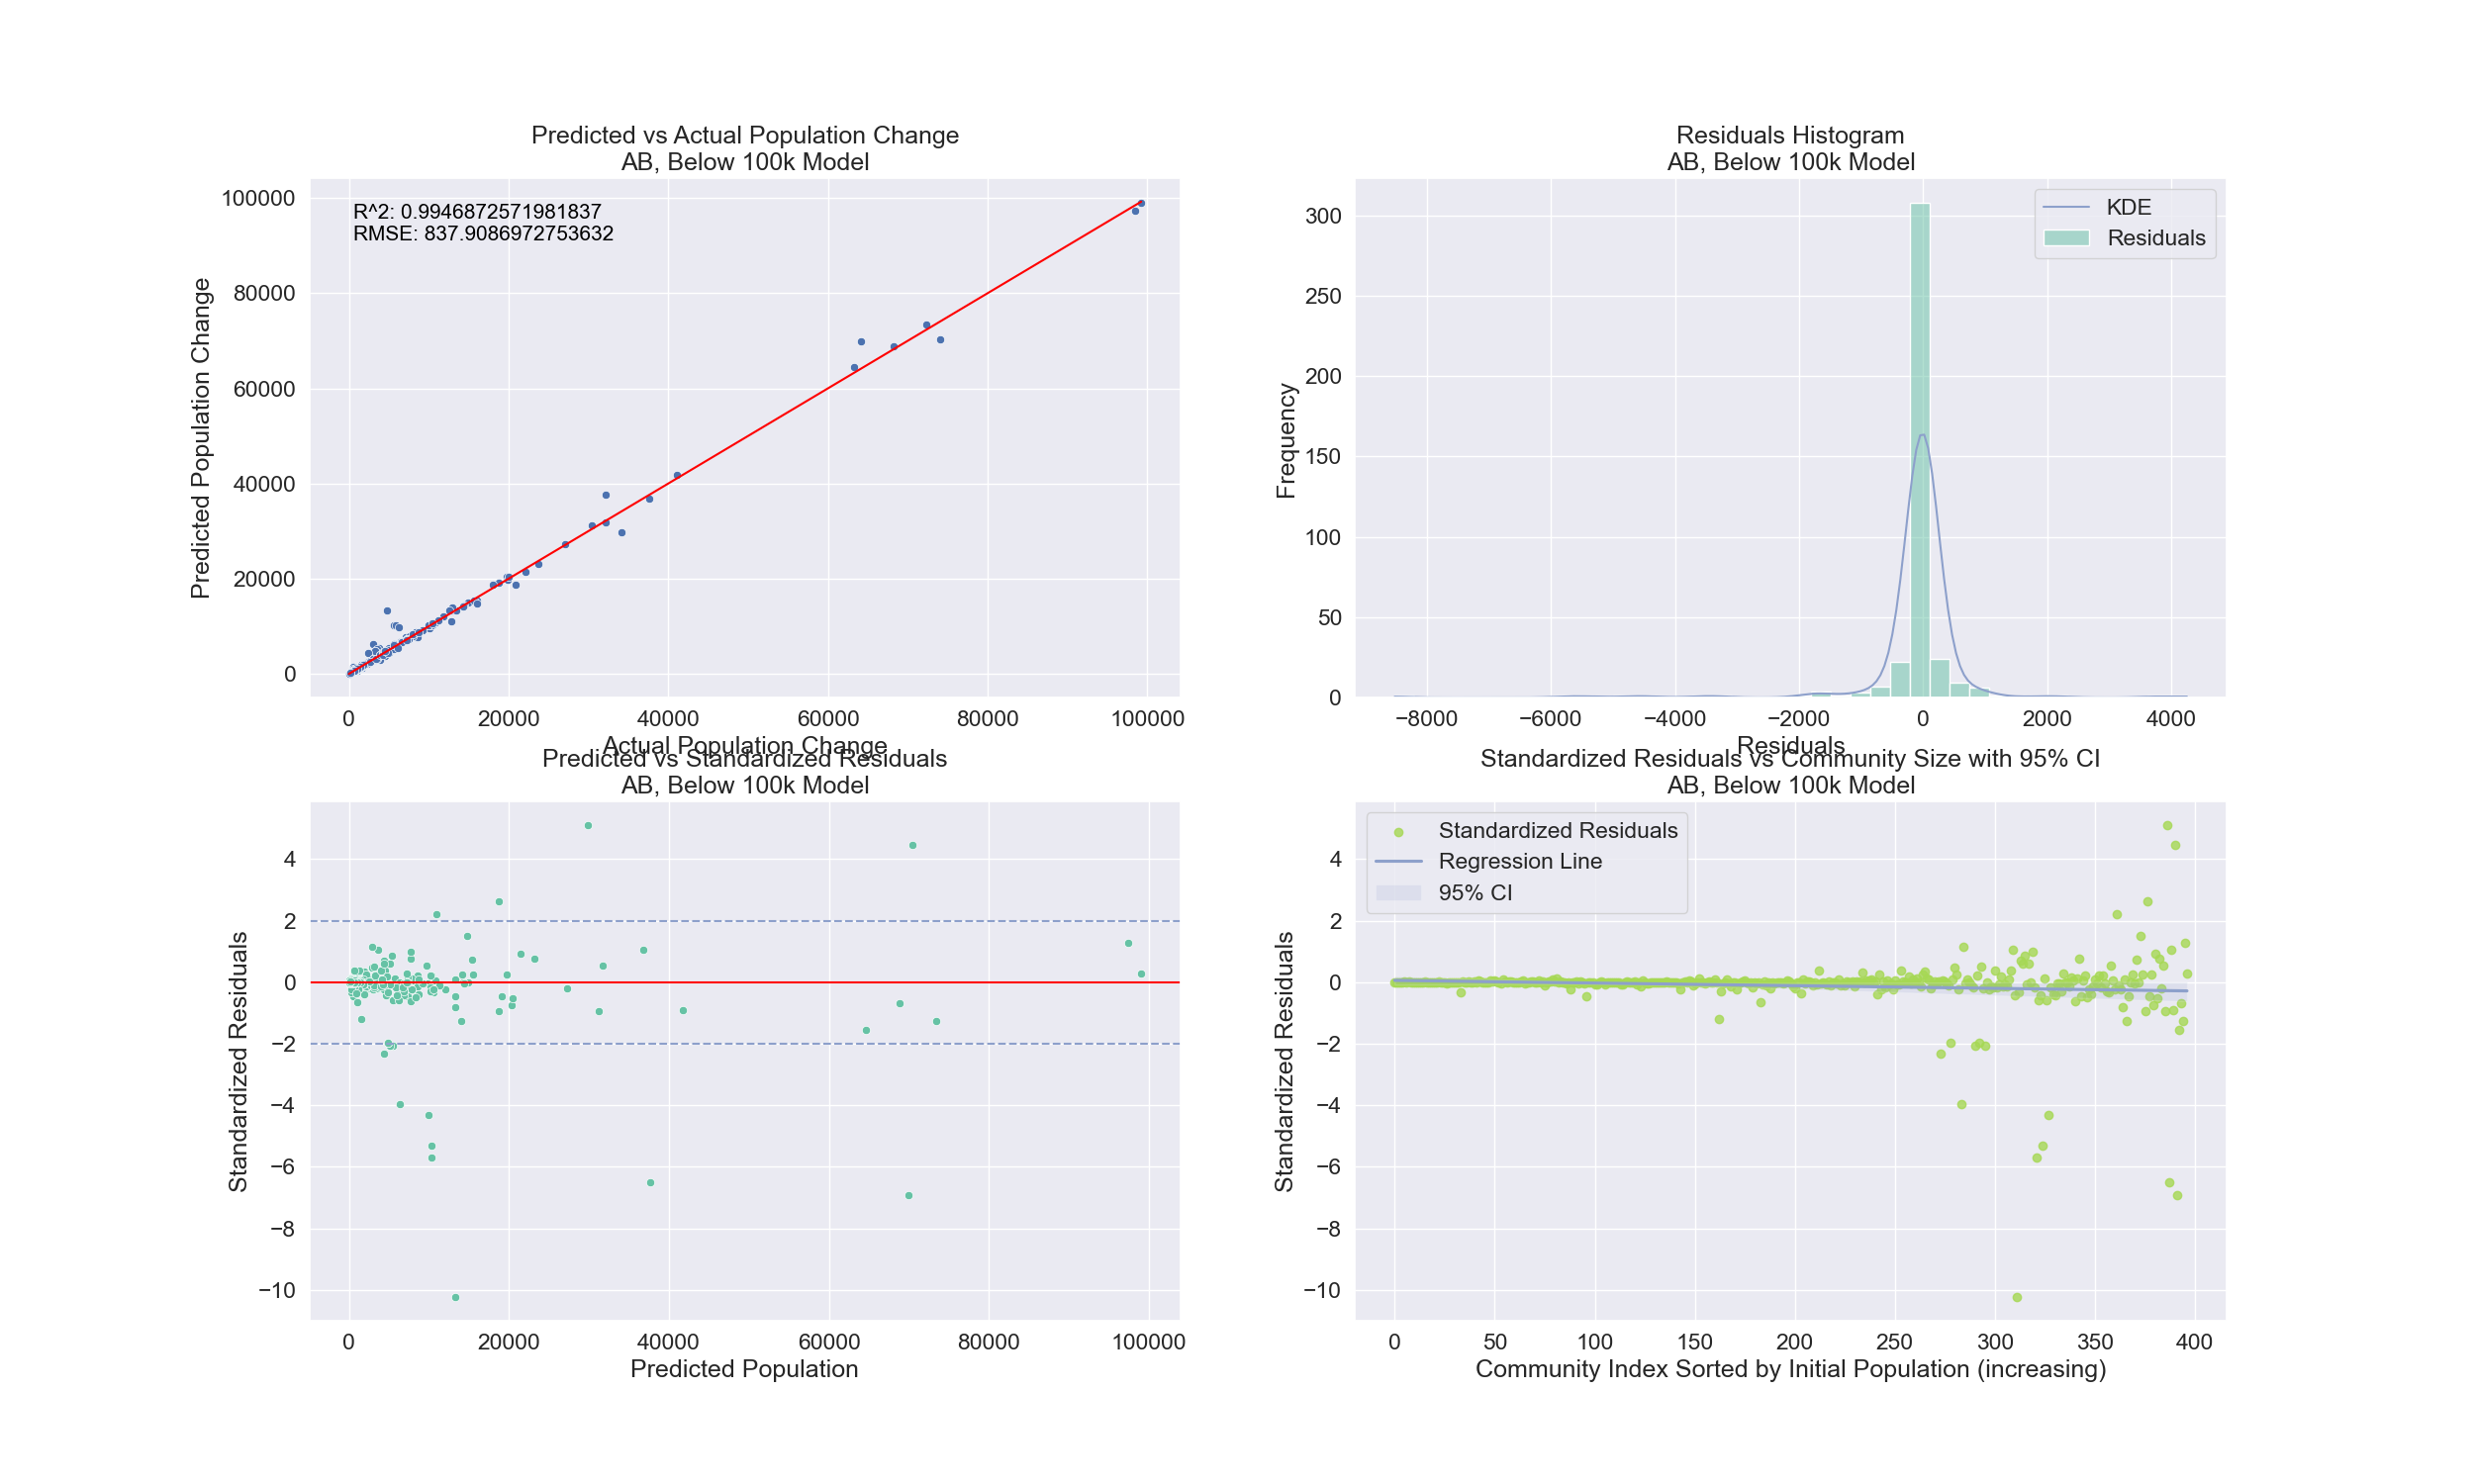 Predicted vs Actual Population Change
AB, Below 100k Model
R^2: 0.9946872571981837
RMSE: 837.9086972753632
Predicted Population Change
100000
80000
60000
40000
20000
0
0 20000 40000 60000 80000 100000
Actual Population Change
Residuals Histogram
AB, Below 100k Model
KDE
Residuals
Frequency
300
250
200
150
100
50
0
−8000 −6000 −4000 −2000 0 2000 4000
Residuals
Predicted vs Standardized Residuals
AB, Below 100k Model
Standardized Residuals
4
2
0
−2
−4
−6
−8
−10
0 20000 40000 60000 80000 100000
Predicted Population
Standardized Residuals vs Community Size with 95% CI
AB, Below 100k Model
Standardized Residuals
Regression Line
95% CI
Standardized Residuals
4
2
0
−2
−4
−6
−8
−10
0 50 100 150 200 250 300 350 400
Community Index Sorted by Initial Population (increasing)